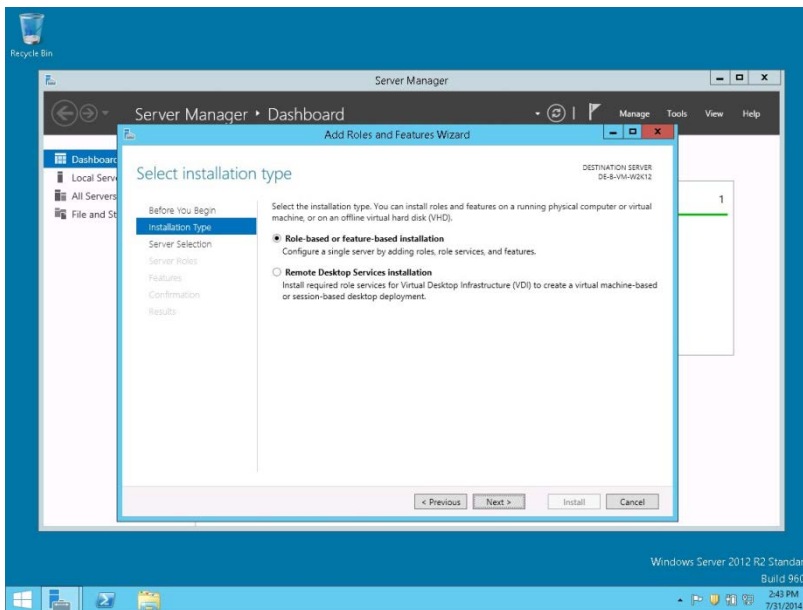 Recycle Bin
Server Manager
Server Manager ‣ Dashboard
Manage Tools View Help
Add Roles and Features Wizard
Dashboard
Local Serv
All Servers
File and St
1
Select installation type
DESTINATION SERVER
DE-B-VM-W2K12
Before You Begin
Installation Type
Server Selection
Server Roles
Features
Confirmation
Results
Select the installation type. You can install roles and features on a running physical computer or virtual
machine, or on an offline virtual hard disk (VHD).
Role-based or feature-based installation
Configure a single server by adding roles, role services, and features.
Remote Desktop Services installation
Install required role services for Virtual Desktop Infrastructure (VDI) to create a virtual machine-based
or session-based desktop deployment.
< Previous Next > Install Cancel
Windows Server 2012 R2 Standar
Build 960
2:43 PM
7/31/2014